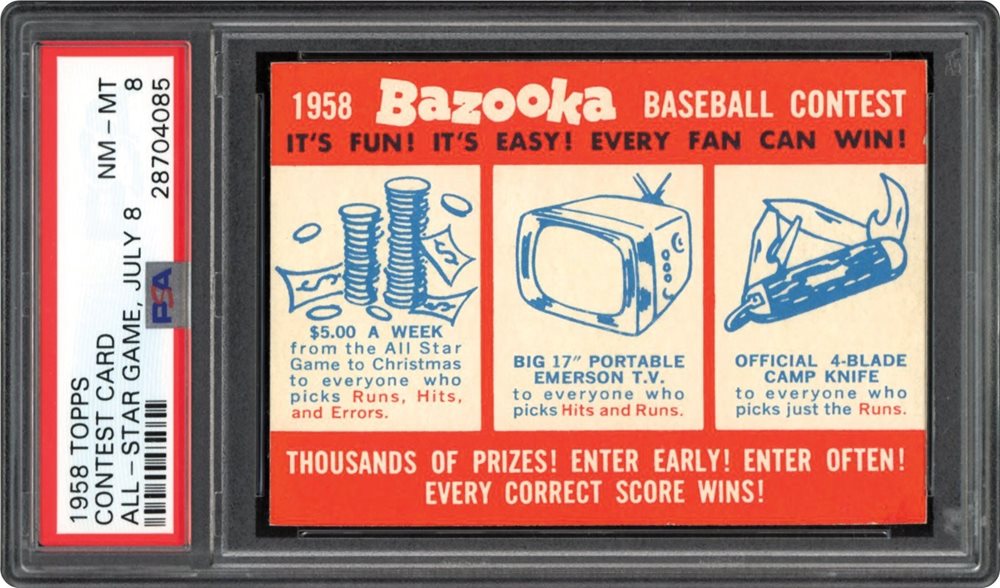 1958 TOPPS
CONTEST CARD
ALL-STAR GAME, JULY 8
NM-MT 8
28704085
PSA
1958 Bazooka BASEBALL CONTEST
IT'S FUN! IT'S EASY! EVERY FAN CAN WIN!
$5.00 A WEEK
from the All Star
Game to Christmas
to everyone who
picks Runs, Hits,
and Errors.
BIG 17" PORTABLE
EMERSON T.V.
to everyone who
picks Hits and Runs.
OFFICIAL 4-BLADE
CAMP KNIFE
to everyone who
picks just the Runs.
THOUSANDS OF PRIZES! ENTER EARLY! ENTER OFTEN!
EVERY CORRECT SCORE WINS!